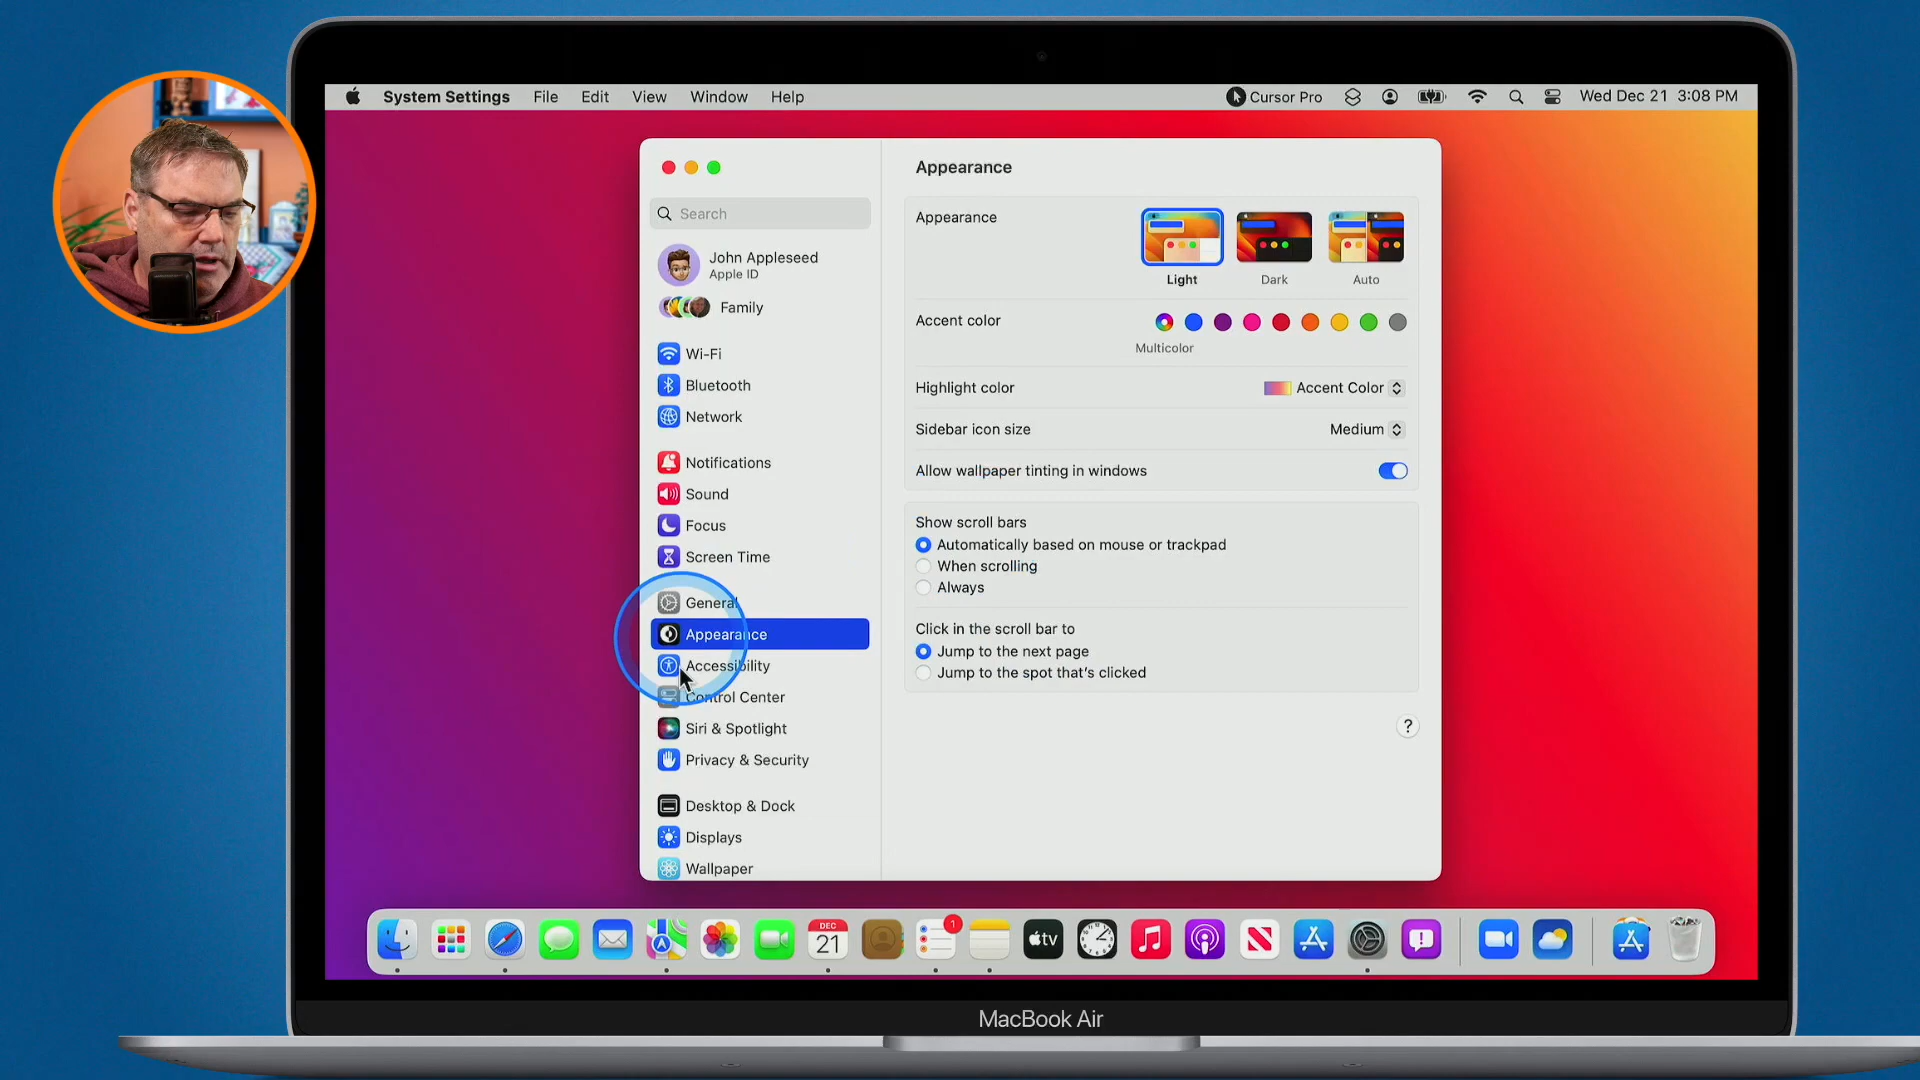 System Settings File Edit View Window Help Cursor Pro Wed Dec 21 3:08 PM
Search
John Appleseed
Apple ID
Family
Wi-Fi
Bluetooth
Network
Notifications
Sound
Focus
Screen Time
General
Appearance
Accessibility
Control Center
Siri & Spotlight
Privacy & Security
Desktop & Dock
Displays
Wallpaper
Appearance
Appearance
Light Dark Auto
Accent color
Multicolor
Highlight color Accent Color
Sidebar icon size Medium
Allow wallpaper tinting in windows
Show scroll bars
Automatically based on mouse or trackpad
When scrolling
Always
Click in the scroll bar to
Jump to the next page
Jump to the spot that's clicked
?
DEC
21
1
tv
MacBook Air